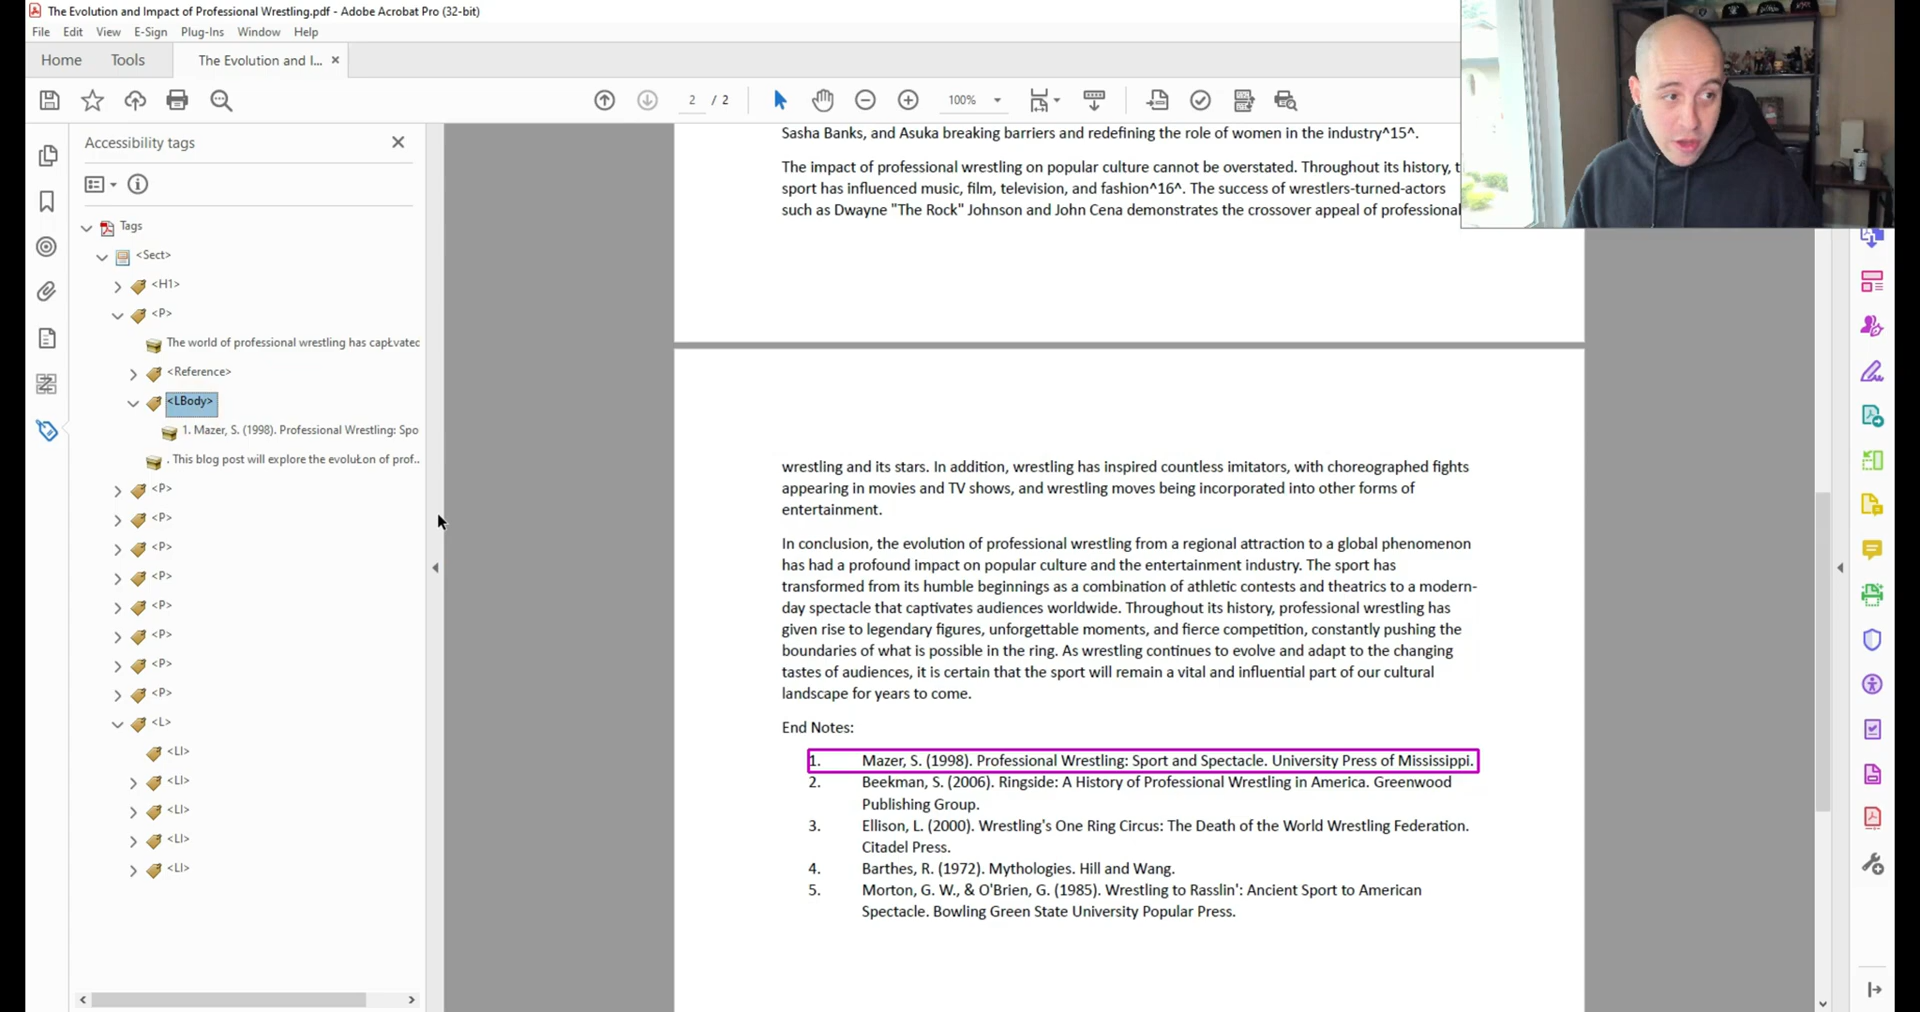 The Evolution and Impact of Professional Wrestling.pdf - Adobe Acrobat Pro (32-bit)
File Edit View E-Sign Plug-Ins Window Help
Home Tools The Evolution and I... ×
2 / 2 100%
Accessibility tags
Tags
<Sect>
<H1>
<P>
The world of professional wrestling has captivated
<Reference>
<LBody>
1. Mazer, S. (1998). Professional Wrestling: Spo
. This blog post will explore the evolution of prof...
<P>
<P>
<P>
<P>
<P>
<P>
<P>
<P>
<L>
<LI>
<LI>
<LI>
<LI>
<LI>
Sasha Banks, and Asuka breaking barriers and redefining the role of women in the industry^15^.
The impact of professional wrestling on popular culture cannot be overstated. Throughout its history, t
sport has influenced music, film, television, and fashion^16^. The success of wrestlers-turned-actors
such as Dwayne "The Rock" Johnson and John Cena demonstrates the crossover appeal of professional
wrestling and its stars. In addition, wrestling has inspired countless imitators, with choreographed fights
appearing in movies and TV shows, and wrestling moves being incorporated into other forms of
entertainment.
In conclusion, the evolution of professional wrestling from a regional attraction to a global phenomenon
has had a profound impact on popular culture and the entertainment industry. The sport has
transformed from its humble beginnings as a combination of athletic contests and theatrics to a modern-
day spectacle that captivates audiences worldwide. Throughout its history, professional wrestling has
given rise to legendary figures, unforgettable moments, and fierce competition, constantly pushing the
boundaries of what is possible in the ring. As wrestling continues to evolve and adapt to the changing
tastes of audiences, it is certain that the sport will remain a vital and influential part of our cultural
landscape for years to come.
End Notes:
1. Mazer, S. (1998). Professional Wrestling: Sport and Spectacle. University Press of Mississippi.
2. Beekman, S. (2006). Ringside: A History of Professional Wrestling in America. Greenwood
Publishing Group.
3. Ellison, L. (2000). Wrestling's One Ring Circus: The Death of the World Wrestling Federation.
Citadel Press.
4. Barthes, R. (1972). Mythologies. Hill and Wang.
5. Morton, G. W., & O'Brien, G. (1985). Wrestling to Rasslin': Ancient Sport to American
Spectacle. Bowling Green State University Popular Press.